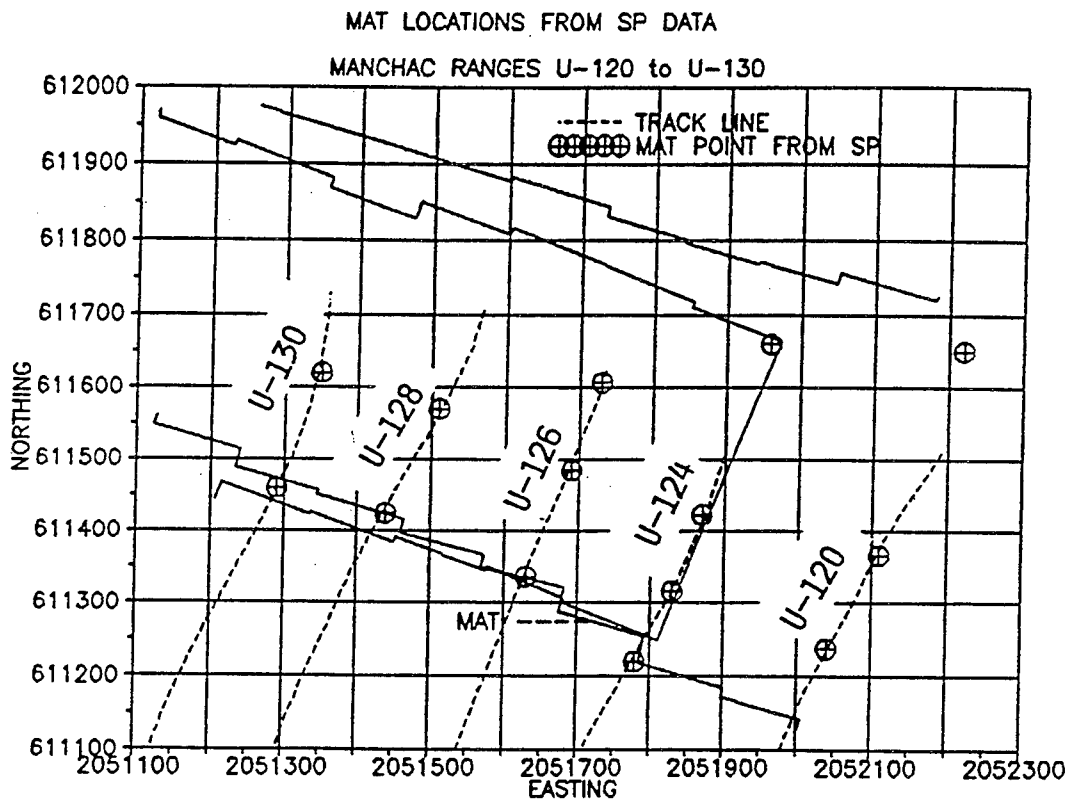 MAT LOCATIONS FROM SP DATA
MANCHAC RANGES U-120 to U-130
TRACK LINE
MAT POINT FROM SP
612000
611900
611800
611700
611600
611500
611400
611300
611200
611100
NORTHING
U-130
U-128
U-126
U-124
U-120
MAT
2051100 2051300 2051500 2051700 2051900 2052100 2052300
EASTING